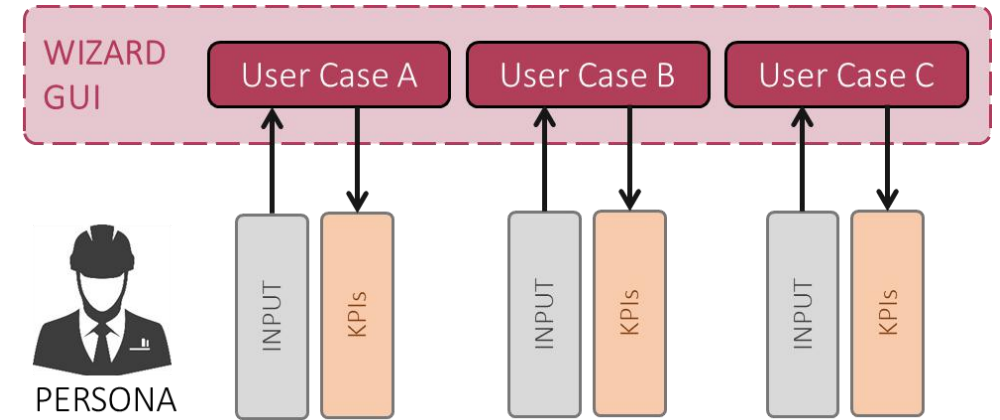 WIZARD
GUI
User Case A
User Case B
User Case C
INPUT
KPIs
INPUT
KPIs
INPUT
KPIs
PERSONA